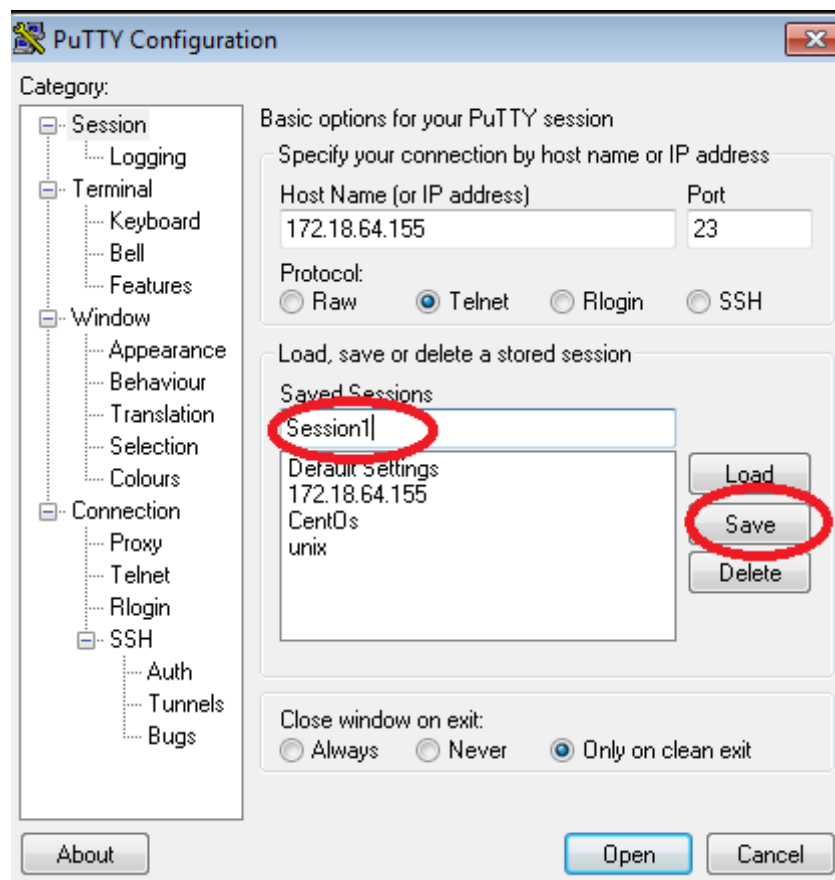 PuTTY Configuration
Category:
Session
Logging
Terminal
Keyboard
Bell
Features
Window
Appearance
Behaviour
Translation
Selection
Colours
Connection
Proxy
Telnet
Rlogin
SSH
Auth
Tunnels
Bugs
Basic options for your PuTTY session
Specify your connection by host name or IP address
Host Name (or IP address) Port
172.18.64.155 23
Protocol:
Raw Telnet Rlogin SSH
Load, save or delete a stored session
Saved Sessions
Session1
Default Settings
172.18.64.155
CentOs
unix
Load
Save
Delete
Close window on exit:
Always Never Only on clean exit
About Open Cancel